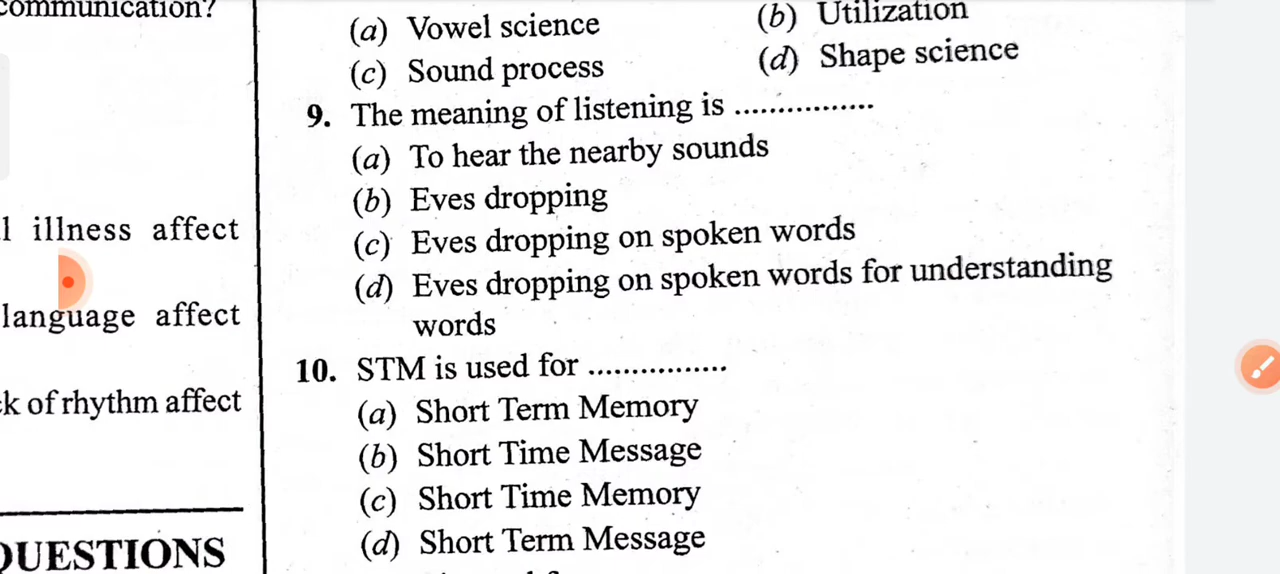 communication?
l illness affect
language affect
k of rhythm affect
QUESTIONS
(a) Vowel science
(b) Utilization
(c) Sound process
(d) Shape science
9. The meaning of listening is ................
(a) To hear the nearby sounds
(b) Eves dropping
(c) Eves dropping on spoken words
(d) Eves dropping on spoken words for understanding
words
10. STM is used for ................
(a) Short Term Memory
(b) Short Time Message
(c) Short Time Memory
(d) Short Term Message